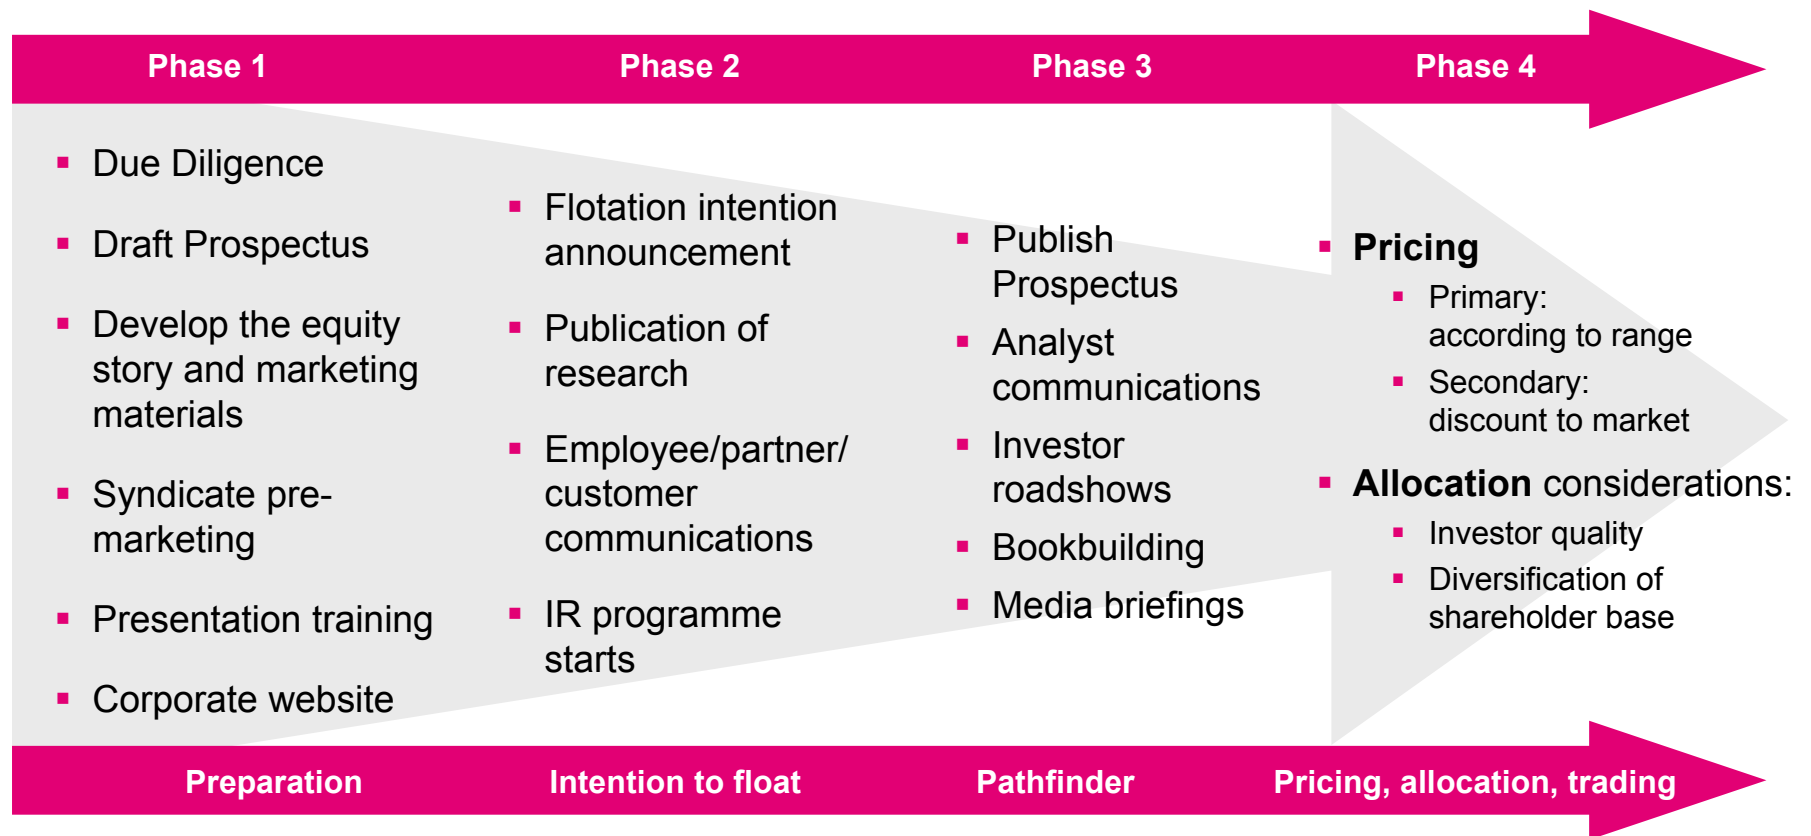 Phase 1
Phase 2
Phase 3
Phase 4
▪ Due Diligence
▪ Draft Prospectus
▪ Develop the equity
story and marketing
materials
▪ Syndicate pre-
marketing
▪ Presentation training
▪ Corporate website
▪ Flotation intention
announcement
▪ Publication of
research
▪ Employee/partner/
customer
communications
▪ IR programme
starts
▪ Publish
Prospectus
▪ Analyst
communications
▪ Investor
roadshows
▪ Bookbuilding
▪ Media briefings
▪ Pricing
▪ Primary:
according to range
▪ Secondary:
discount to market
▪ Allocation considerations:
▪ Investor quality
▪ Diversification of
shareholder base
Preparation
Intention to float
Pathfinder
Pricing, allocation, trading